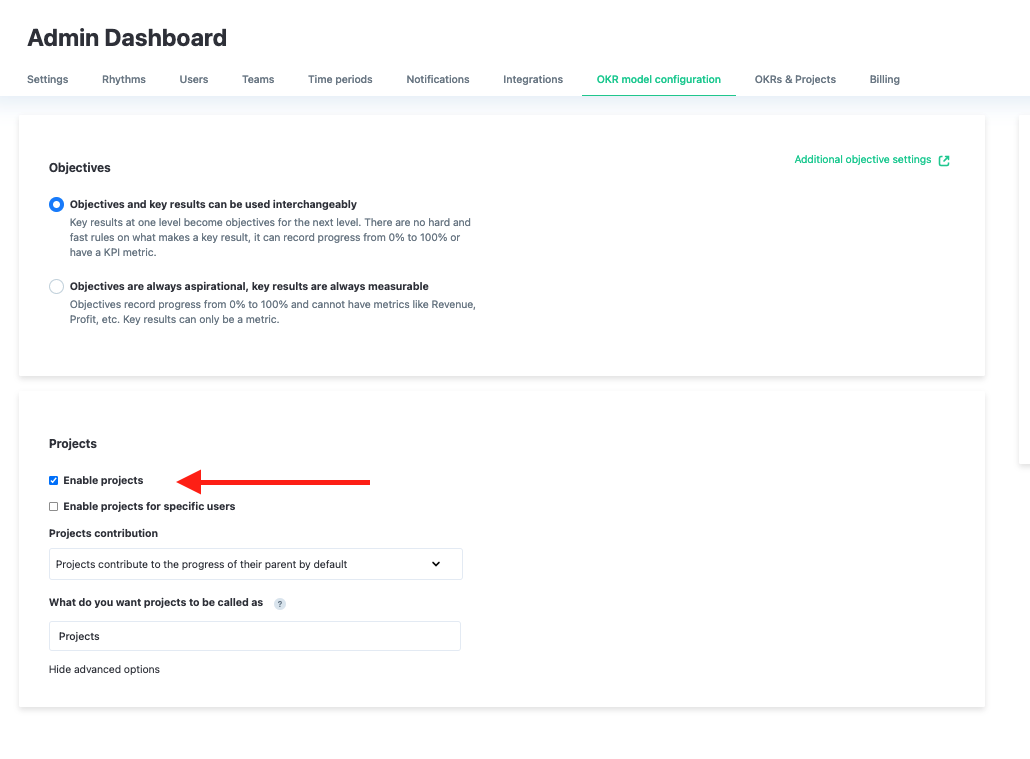 Admin Dashboard
Settings Rhythms Users Teams Time periods Notifications Integrations OKR model configuration OKRs & Projects Billing
Objectives
Additional objective settings
Objectives and key results can be used interchangeably
Key results at one level become objectives for the next level. There are no hard and
fast rules on what makes a key result, it can record progress from 0% to 100% or
have a KPI metric.
Objectives are always aspirational, key results are always measurable
Objectives record progress from 0% to 100% and cannot have metrics like Revenue,
Profit, etc. Key results can only be a metric.
Projects
Enable projects
Enable projects for specific users
Projects contribution
Projects contribute to the progress of their parent by default
What do you want projects to be called as ?
Projects
Hide advanced options